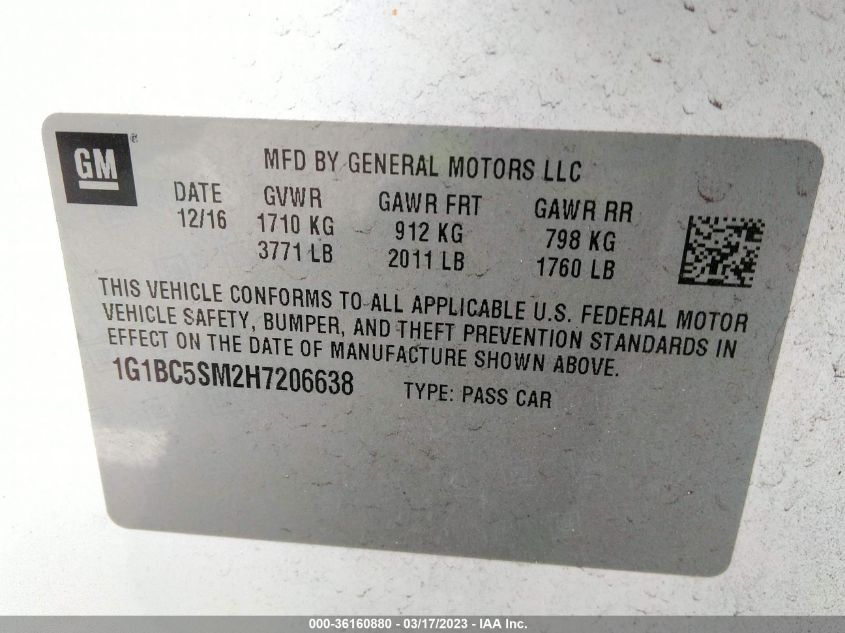 GM ®
MFD BY GENERAL MOTORS LLC
DATE GVWR GAWR FRT GAWR RR
12/16 1710 KG 912 KG 798 KG
3771 LB 2011 LB 1760 LB
THIS VEHICLE CONFORMS TO ALL APPLICABLE U.S. FEDERAL MOTOR
VEHICLE SAFETY, BUMPER, AND THEFT PREVENTION STANDARDS IN
EFFECT ON THE DATE OF MANUFACTURE SHOWN ABOVE.
1G1BC5SM2H7206638 TYPE: PASS CAR
000-36160880 - 03/17/2023 - IAA, Inc.